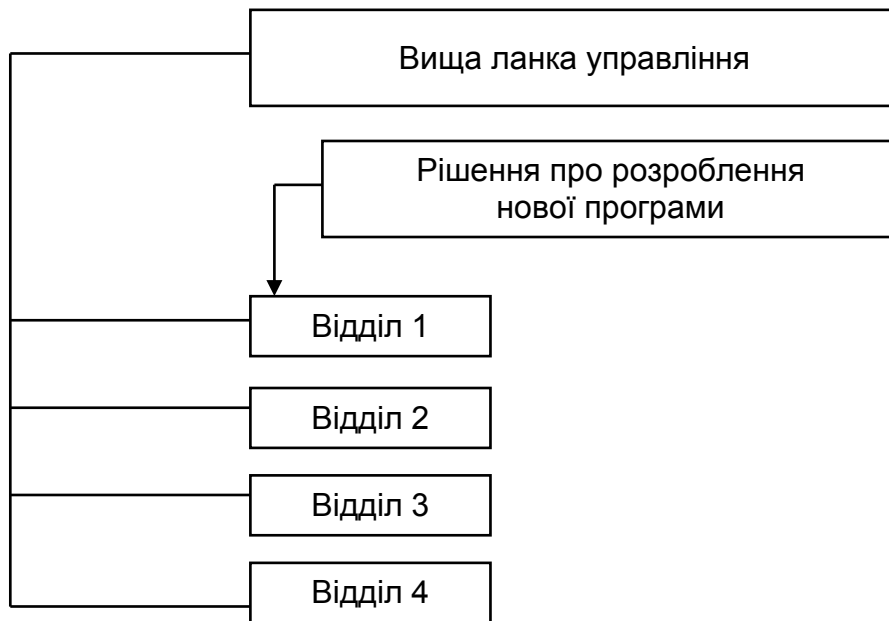 Вища ланка управління
Рішення про розроблення
нової програми
Відділ 1
Відділ 2
Відділ 3
Відділ 4